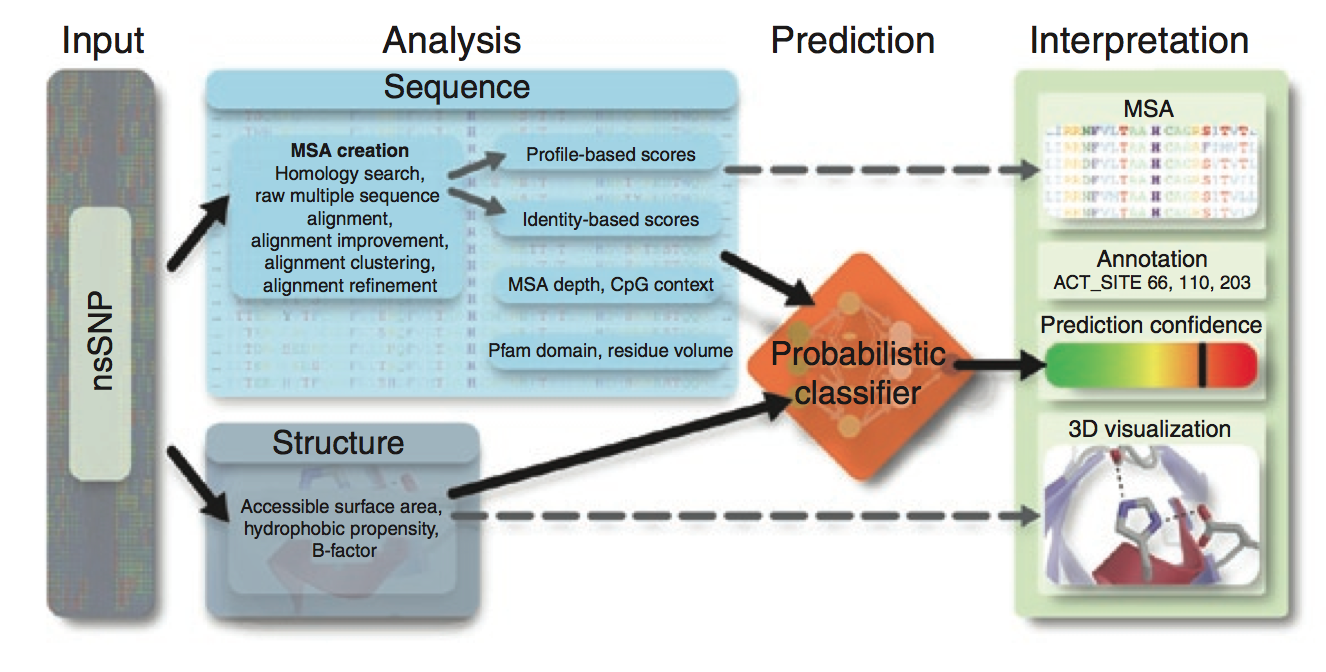 Input
Analysis
Prediction
Interpretation
nsSNP
Sequence
MSA creation
Homology search,
raw multiple sequence
alignment,
alignment improvement,
alignment clustering,
alignment refinement
Profile-based scores
Identity-based scores
MSA depth, CpG context
Pfam domain, residue volume
Structure
Accessible surface area,
hydrophobic propensity,
B-factor
Probabilistic
classifier
MSA
Annotation
ACT_SITE 66, 110, 203
Prediction confidence
3D visualization